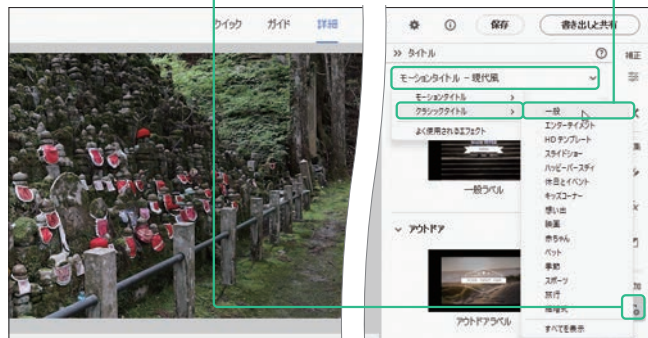 クイック ガイド 詳細
保存 書き出しと共有
>> タイトル
補正
モーションタイトル - 現代風
モーションタイトル >
クラシックタイトル >
よく使用されるエフェクト
一般
エンターテイメント
HD テンプレート
スライドショー
ハッピーバースデイ
休日とイベント
キッズコーナー
想い出
映画
赤ちゃん
ペット
季節
スポーツ
旅行
結婚式
すべてを表示
一般ラベル
アウトドア
アウトドアラベル
集
加